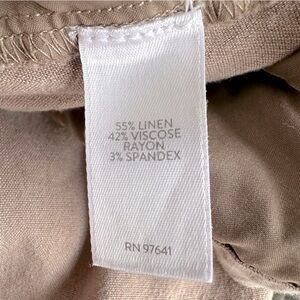 55% LINEN
42% VISCOSE
RAYON
3% SPANDEX
RN 97641